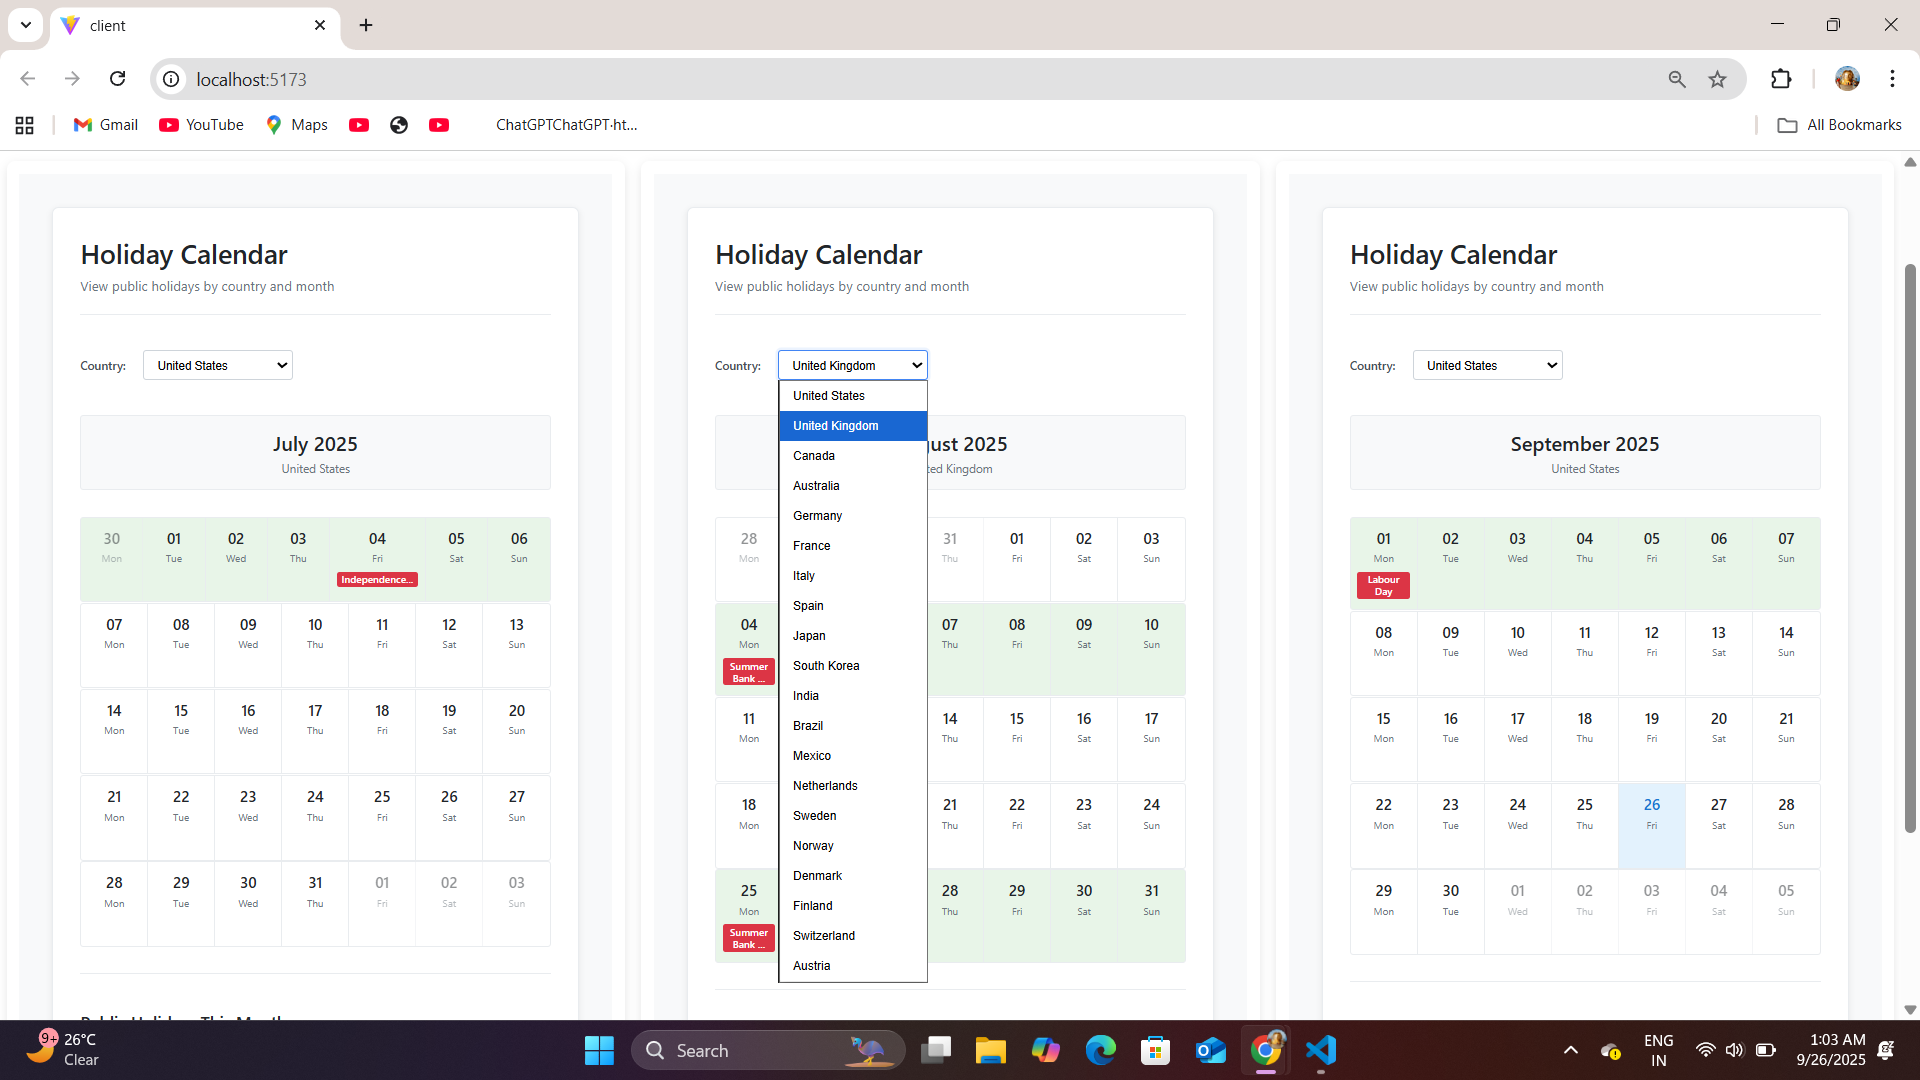 client
localhost:5173
Gmail
YouTube
Maps
ChatGPTChatGPT·ht...
All Bookmarks
Holiday Calendar
View public holidays by country and month
Country:
United States
July 2025
United States
30 01 02 03 04 05 06
Mon Tue Wed Thu Fri Sat Sun
Independence...
07 08 09 10 11 12 13
Mon Tue Wed Thu Fri Sat Sun
14 15 16 17 18 19 20
Mon Tue Wed Thu Fri Sat Sun
21 22 23 24 25 26 27
Mon Tue Wed Thu Fri Sat Sun
28 29 30 31 01 02 03
Mon Tue Wed Thu Fri Sat Sun
Holiday Calendar
View public holidays by country and month
Country:
United Kingdom
United States
United Kingdom
Canada
Australia
Germany
France
Italy
Spain
Japan
South Korea
India
Brazil
Mexico
Netherlands
Sweden
Norway
Denmark
Finland
Switzerland
Austria
ust 2025
ted Kingdom
28 31 01 02 03
Mon Thu Fri Sat Sun
04 07 08 09 10
Mon Thu Fri Sat Sun
Summer
Bank ...
11 14 15 16 17
Mon Thu Fri Sat Sun
18 21 22 23 24
Mon Thu Fri Sat Sun
25 28 29 30 31
Mon Thu Fri Sat Sun
Summer
Bank ...
Holiday Calendar
View public holidays by country and month
Country:
United States
September 2025
United States
01 02 03 04 05 06 07
Mon Tue Wed Thu Fri Sat Sun
Labour
Day
08 09 10 11 12 13 14
Mon Tue Wed Thu Fri Sat Sun
15 16 17 18 19 20 21
Mon Tue Wed Thu Fri Sat Sun
22 23 24 25 26 27 28
Mon Tue Wed Thu Fri Sat Sun
29 30 01 02 03 04 05
Mon Tue Wed Thu Fri Sat Sun
9+
26°C
Clear
Search
ENG
IN
1:03 AM
9/26/2025